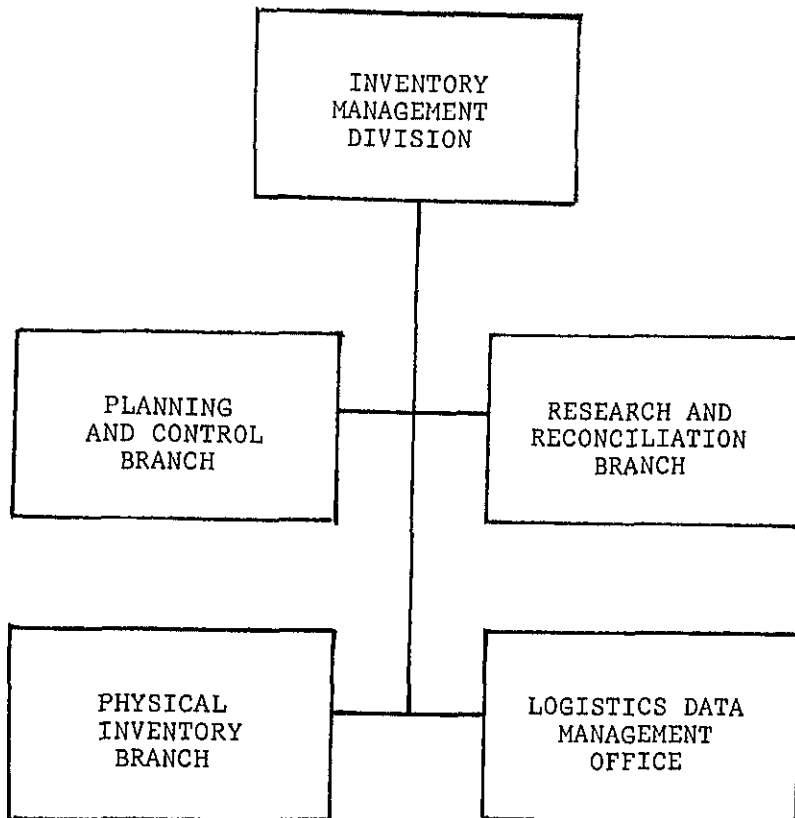 INVENTORY
MANAGEMENT
DIVISION
PLANNING
AND CONTROL
BRANCH
RESEARCH AND
RECONCILIATION
BRANCH
PHYSICAL
INVENTORY
BRANCH
LOGISTICS DATA
MANAGEMENT
OFFICE